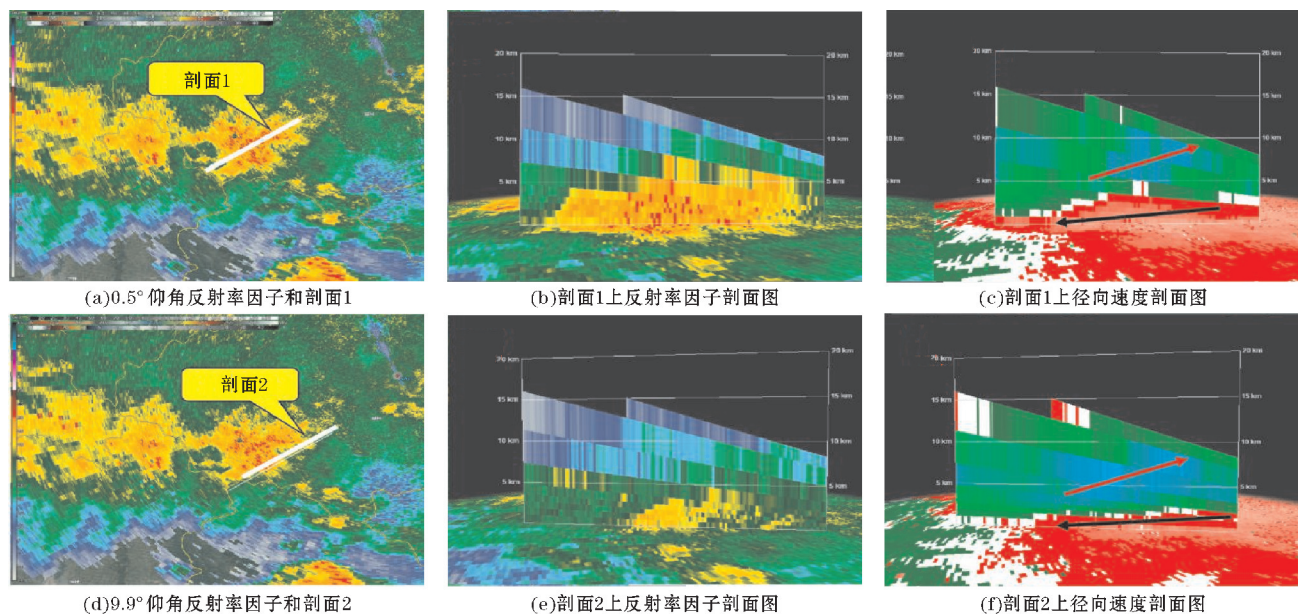 剖面1
20 km
15 km
10 km
5 km
20 km
15 km
10 km
5 km
20 km
15 km
10 km
5 km
20 km
15 km
10 km
5 km
(a)0.5°仰角反射率因子和剖面1
(b)剖面1上反射率因子剖面图
(c)剖面1上径向速度剖面图
剖面2
20 km
15 km
10 km
5 km
20 km
15 km
10 km
5 km
20 km
15 km
10 km
5 km
20 km
15 km
10 km
5 km
(d)9.9°仰角反射率因子和剖面2
(e)剖面2上反射率因子剖面图
(f)剖面2上径向速度剖面图